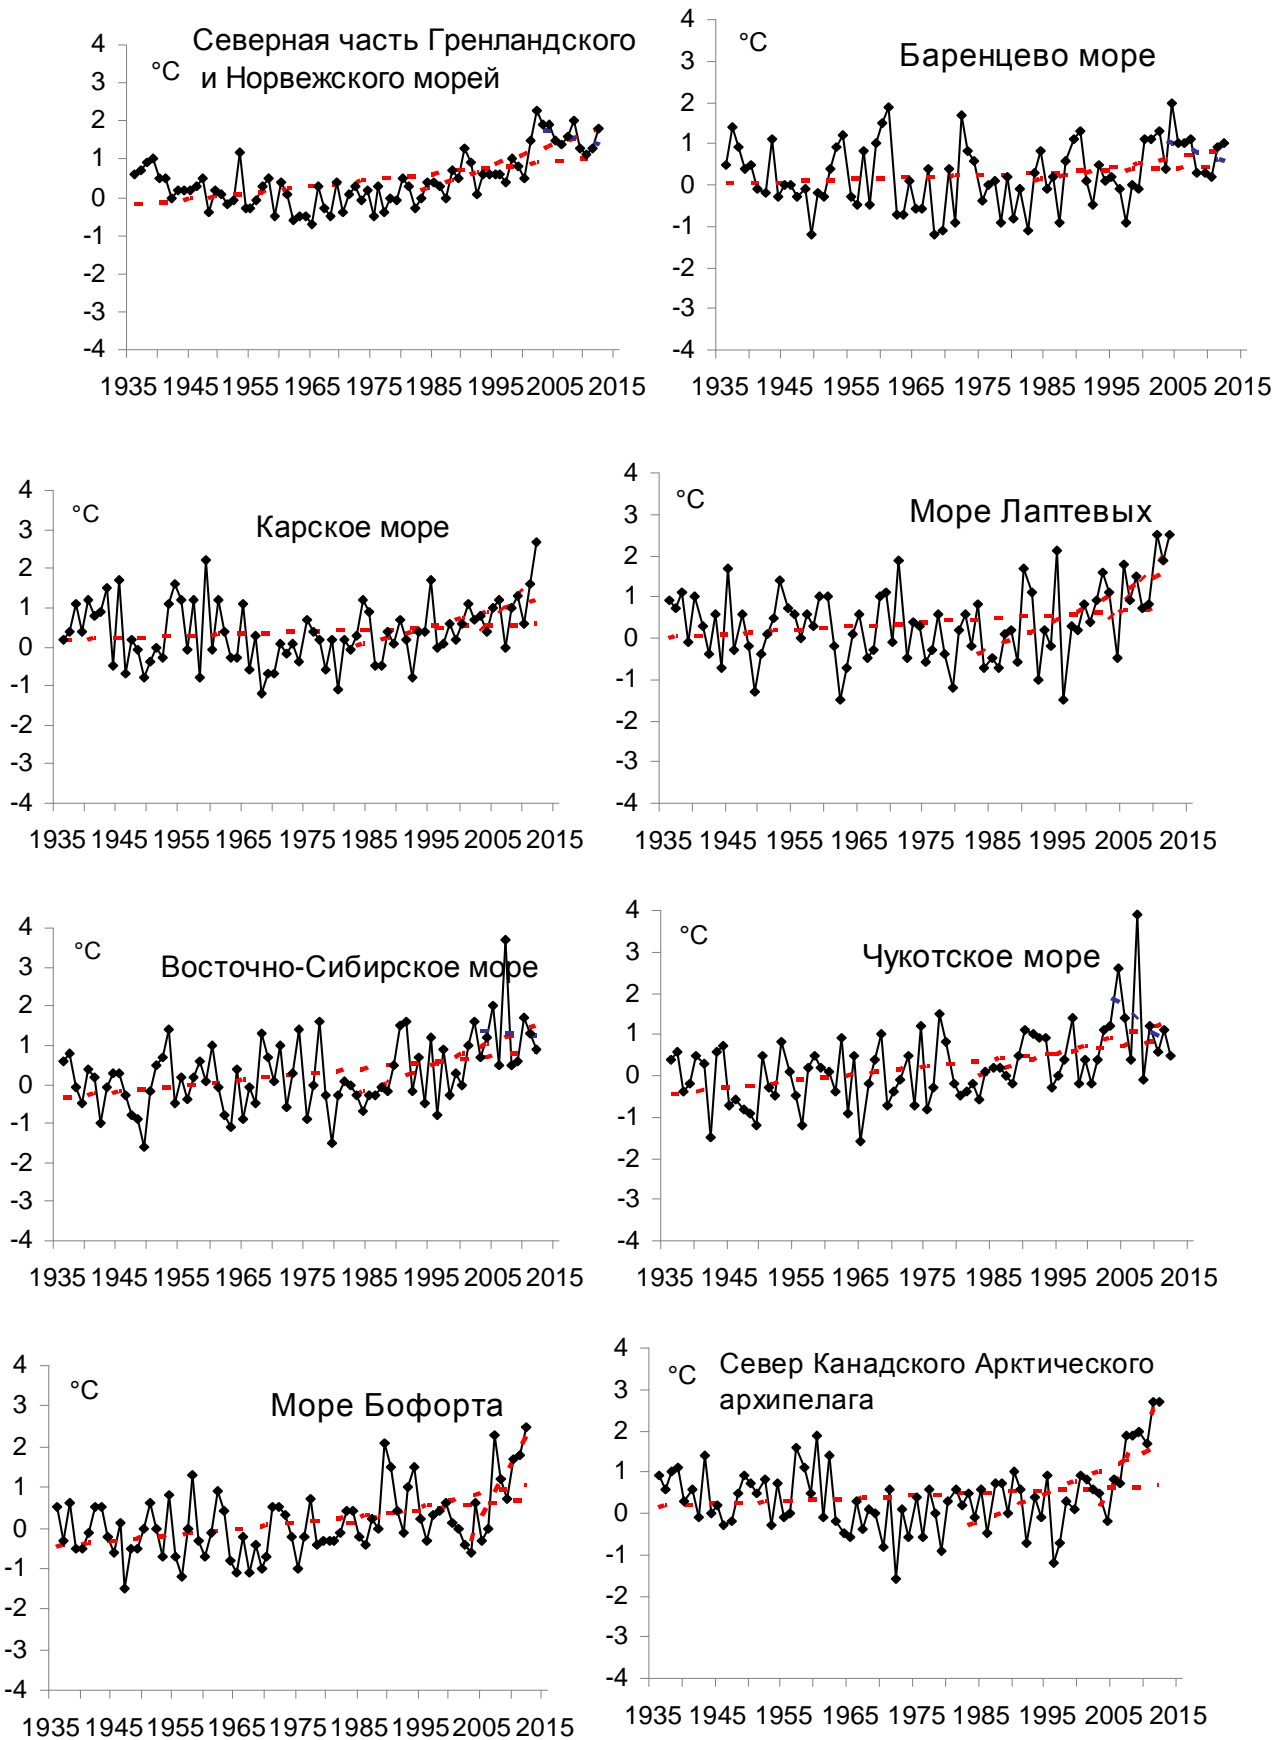 Северная часть Гренландского
и Норвежского морей
°C
4
3
2
1
0
-1
-2
-3
-4
1935 1945 1955 1965 1975 1985 1995 2005 2015
Баренцево море
°C
4
3
2
1
0
-1
-2
-3
-4
1935 1945 1955 1965 1975 1985 1995 2005 2015
Карское море
°C
4
3
2
1
0
-1
-2
-3
-4
1935 1945 1955 1965 1975 1985 1995 2005 2015
Море Лаптевых
°C
4
3
2
1
0
-1
-2
-3
-4
1935 1945 1955 1965 1975 1985 1995 2005 2015
Восточно-Сибирское море
°C
4
3
2
1
0
-1
-2
-3
-4
1935 1945 1955 1965 1975 1985 1995 2005 2015
Чукотское море
°C
4
3
2
1
0
-1
-2
-3
-4
1935 1945 1955 1965 1975 1985 1995 2005 2015
Море Бофорта
°C
4
3
2
1
0
-1
-2
-3
-4
1935 1945 1955 1965 1975 1985 1995 2005 2015
Север Канадского Арктического
архипелага
°C
4
3
2
1
0
-1
-2
-3
-4
1935 1945 1955 1965 1975 1985 1995 2005 2015